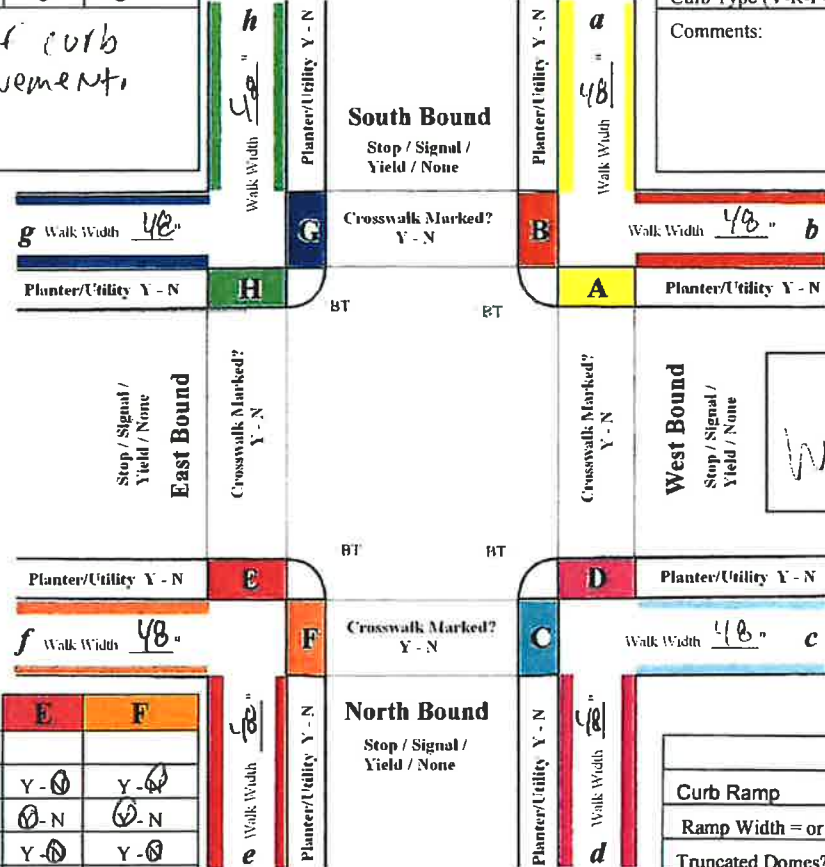 h
a
Comments:
curb
48"
Walk Width
Planter/Utility Y - N
South Bound
Stop / Signal /
Yield / None
Planter/Utility Y - N
48"
Walk Width
g Walk Width 48"
G
Crosswalk Marked?
Y - N
B
Walk Width 48" b
Planter/Utility Y - N
H
A
Planter/Utility Y - N
BT
BT
Stop / Signal /
Yield / None
East Bound
Crosswalk Marked?
Y - N
Crosswalk Marked?
Y - N
West Bound
Stop / Signal /
Yield / None
BT
BT
Planter/Utility Y - N
E
D
Planter/Utility Y - N
f Walk Width 48"
F
Crosswalk Marked?
Y - N
C
Walk Width 48" c
E F
Y - N Y - N
Y - N Y - N
Y - N Y - N
48"
Walk Width
e
Planter/Utility Y - N
North Bound
Stop / Signal /
Yield / None
Planter/Utility Y - N
48"
Walk Width
d
Curb Ramp
Ramp Width = or
Truncated Domes